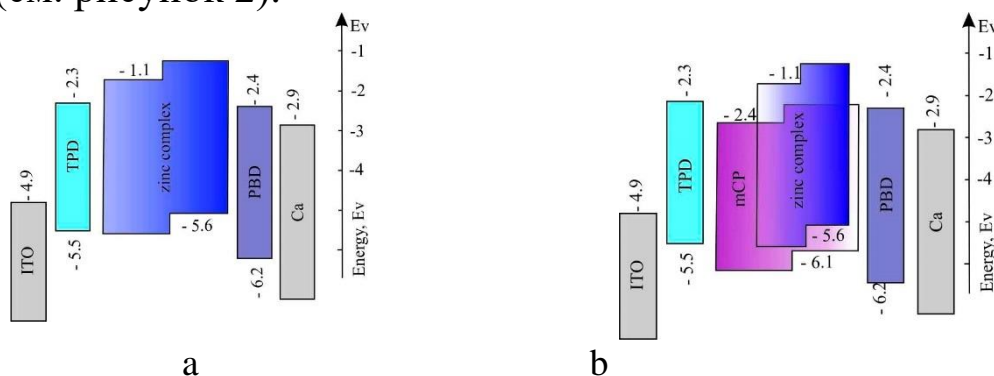 (см. рисунок 2).
Ev
-1
-2
-3
-4
Energy, Ev
- 4.9
ITO
- 2.3
TPD
- 5.5
- 1.1
zinc complex
- 5.6
- 2.4
PBD
- 6.2
- 2.9
Ca
a
Ev
-1
-2
-3
-4
Energy, Ev
- 4.9
ITO
- 2.3
TPD
- 5.5
- 2.4
mCP
- 6.1
- 1.1
zinc complex
- 5.6
- 2.4
PBD
- 6.2
- 2.9
Ca
b